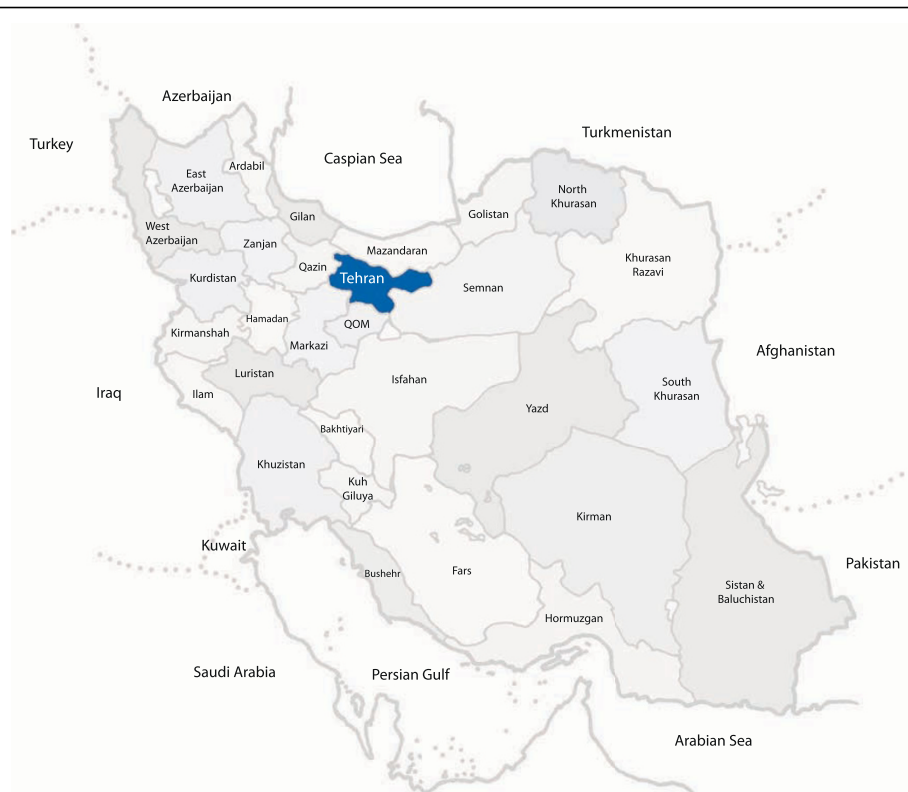 Azerbaijan
Turkey
Turkmenistan
Caspian Sea
Ardabil
East
Azerbaijan
North
Khurasan
Golistan
Gilan
West
Azerbaijan
Zanjan
Mazandaran
Khurasan
Razavi
Qazin
Kurdistan
Tehran
Semnan
Hamadan
QOM
Kirmanshah
Markazi
Afghanistan
Luristan
Isfahan
South
Khurasan
Iraq
Ilam
Yazd
Bakhtiyari
Khuzistan
Kuh
Giluya
Kirman
Kuwait
Pakistan
Bushehr
Fars
Sistan &
Baluchistan
Hormuzgan
Saudi Arabia
Persian Gulf
Arabian Sea